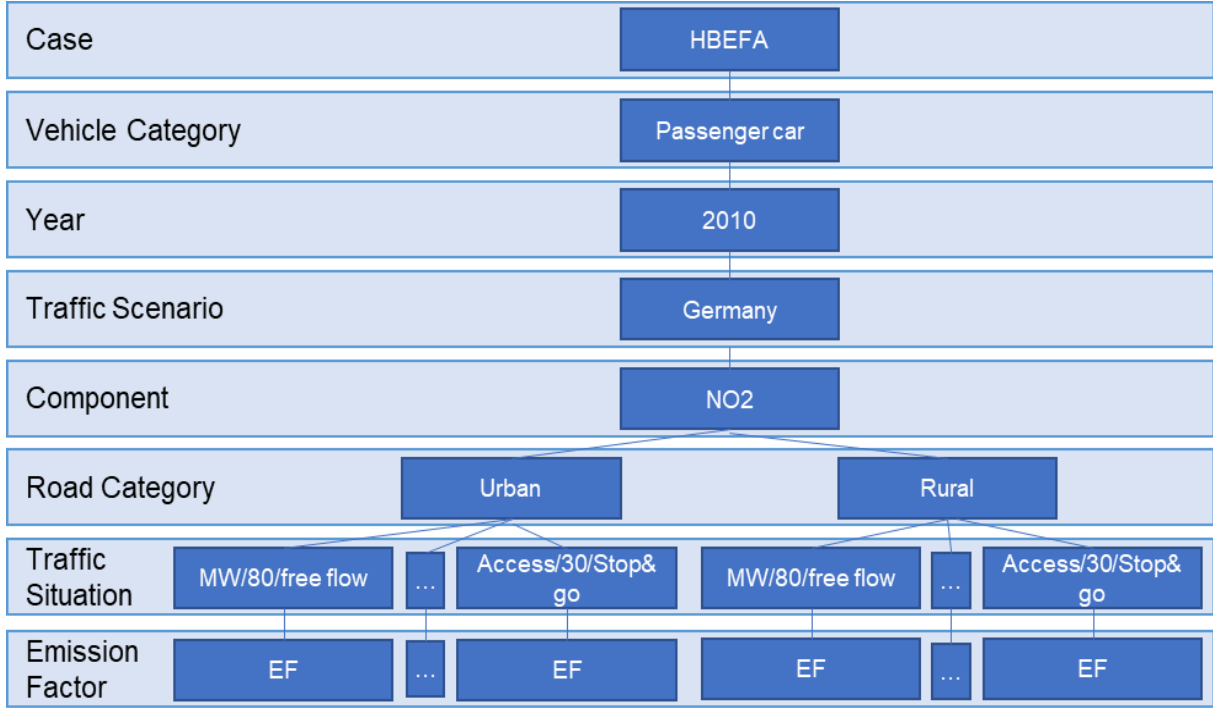 Case
HBEFA
Vehicle Category
Passenger car
Year
2010
Traffic Scenario
Germany
Component
NO2
Road Category
Urban
Rural
Traffic
Situation
MW/80/free flow
...
Access/30/Stop&
go
MW/80/free flow
...
Access/30/Stop&
go
Emission
Factor
EF
...
EF
EF
...
EF